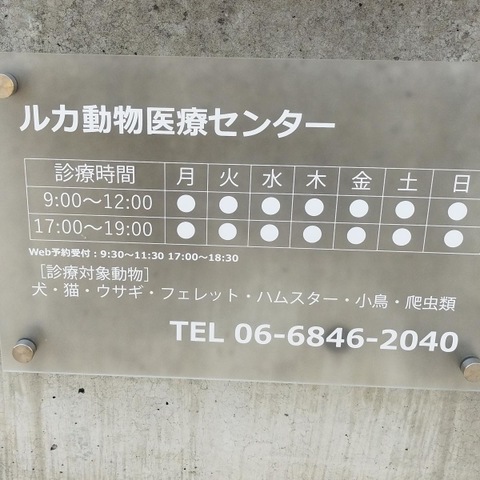 ルカ動物医療センター
診療時間 月 火 水 木 金 土 日
9:00〜12:00 ● ● ● ● ● ● ●
17:00〜19:00 ● ● ● ● ● ● ●
Web予約受付：9:30〜11:30 17:00〜18:30
［診療対象動物］
犬・猫・ウサギ・フェレット・ハムスター・小鳥・爬虫類
TEL 06-6846-2040